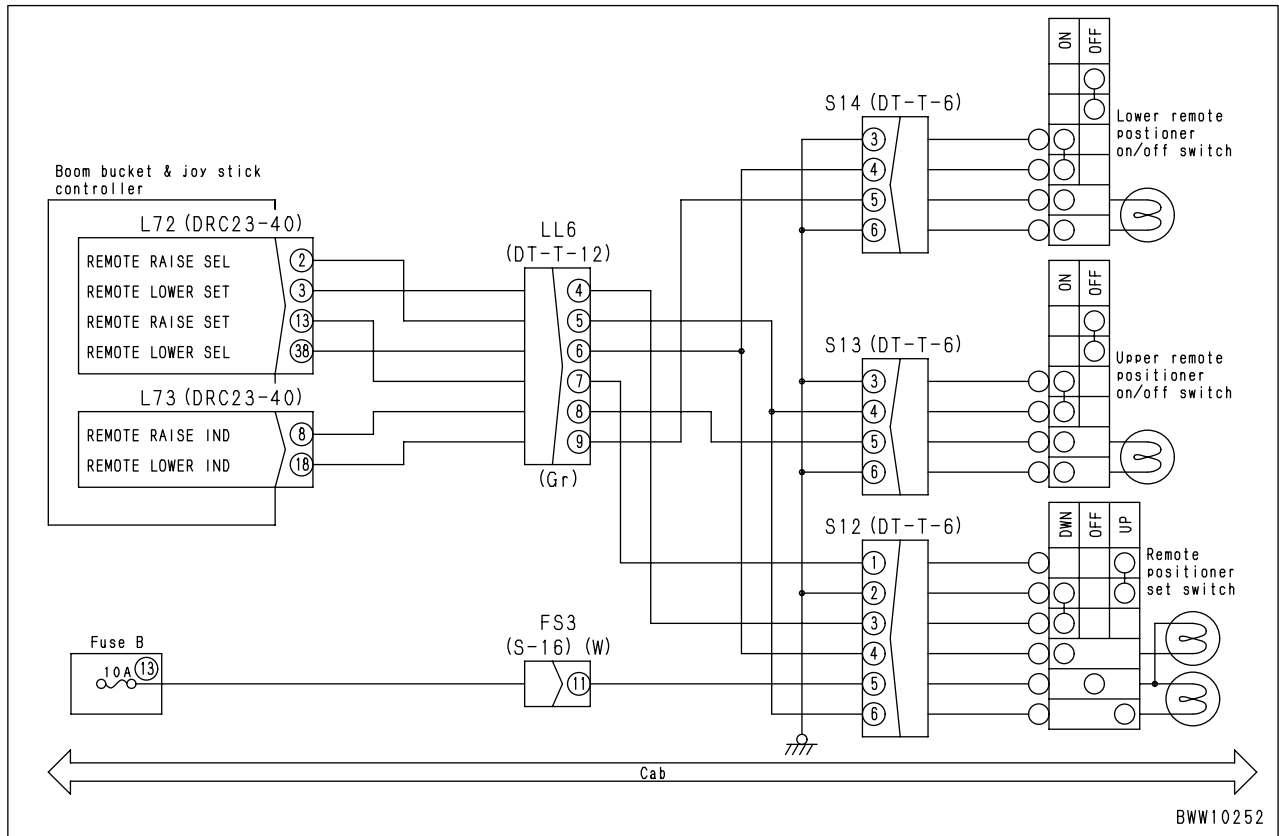 Boom bucket & joy stick
controller
L72 (DRC23-40)
REMOTE RAISE SEL
2
REMOTE LOWER SET
3
REMOTE RAISE SET
13
REMOTE LOWER SEL
38
L73 (DRC23-40)
REMOTE RAISE IND
8
REMOTE LOWER IND
18
LL6
(DT-T-12)
4
5
6
7
8
9
(Gr)
Fuse B
10A
13
FS3
(S-16) (W)
11
S14 (DT-T-6)
3
4
5
6
ON
OFF
Lower remote
postioner
on/off switch
S13 (DT-T-6)
3
4
5
6
ON
OFF
Upper remote
positioner
on/off switch
S12 (DT-T-6)
1
2
3
4
5
6
DWN
OFF
UP
Remote
positioner
set switch
Cab
BWW10252